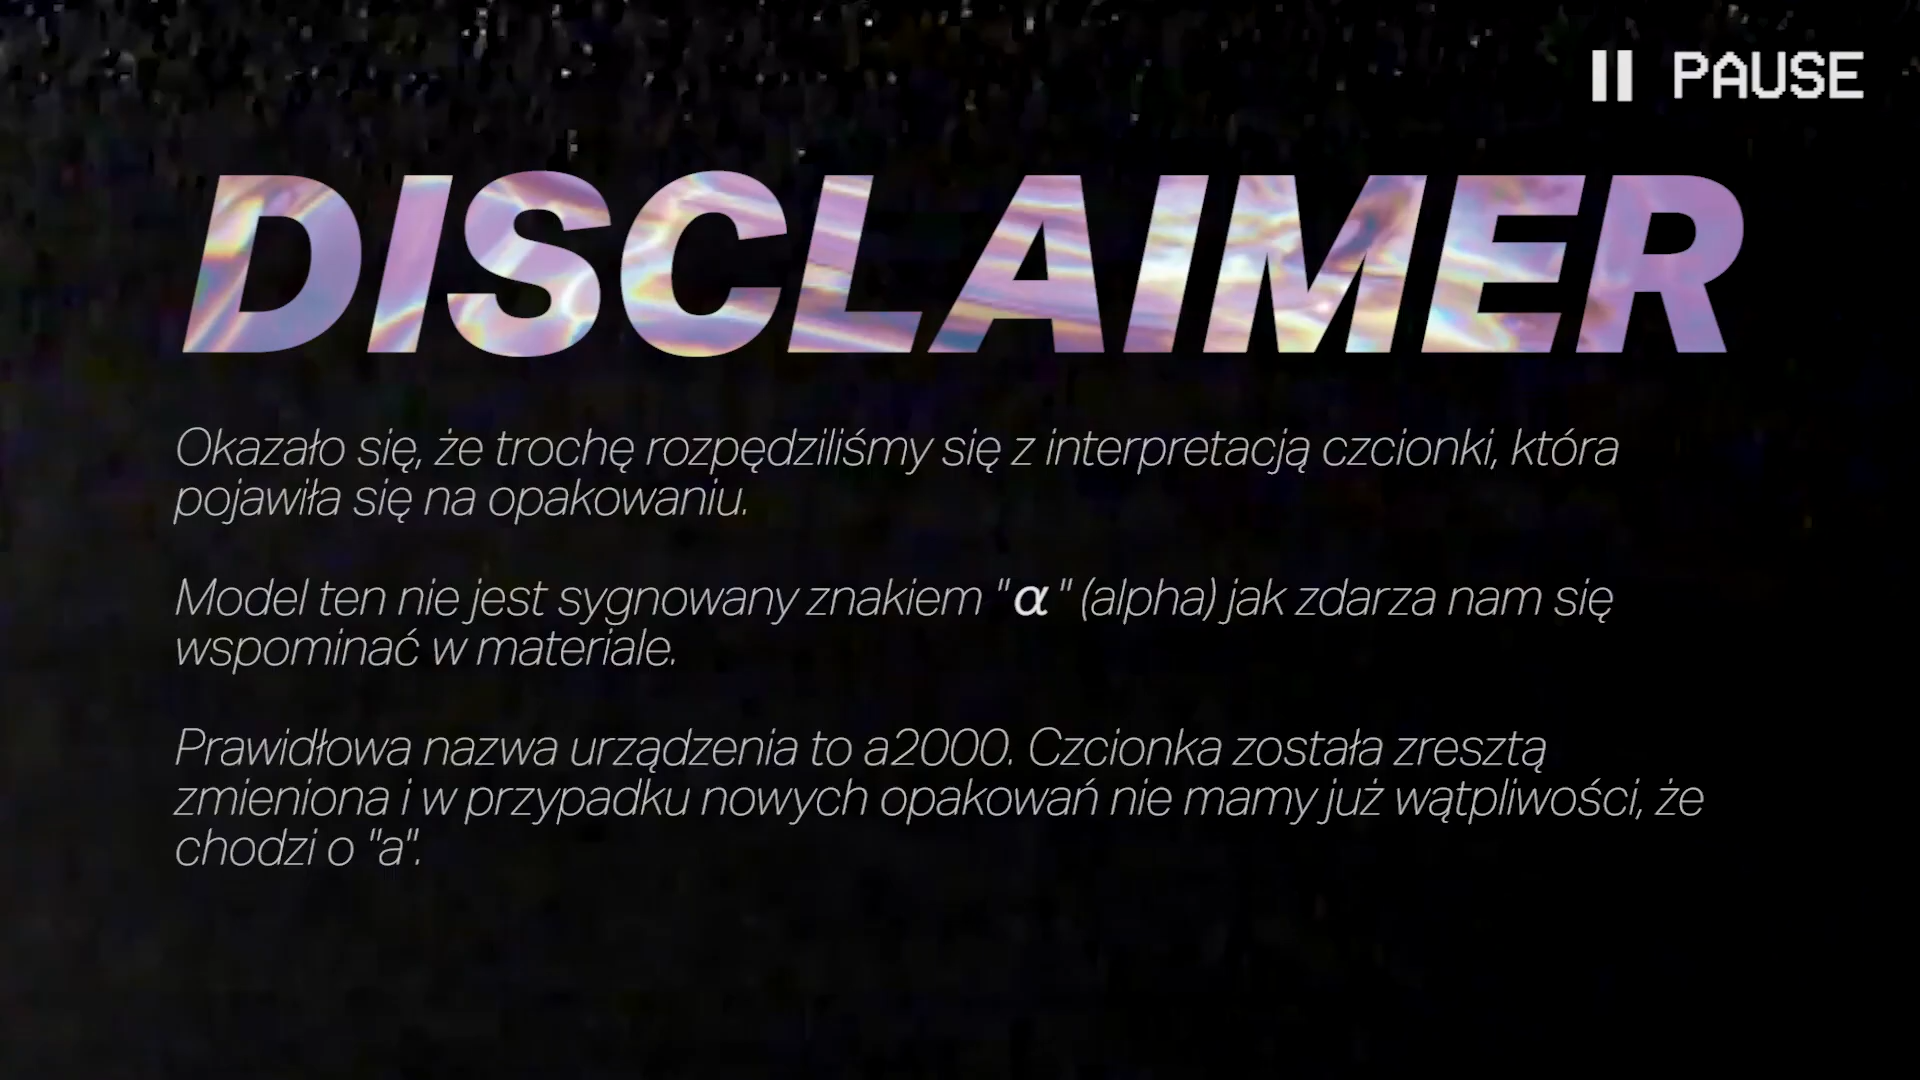 PAUSE
DISCLAIMER
Okazało się, że trochę rozpędziliśmy się z interpretacją czcionki, która
pojawiła się na opakowaniu.
Model ten nie jest sygnowany znakiem "α" (alpha) jak zdarza nam się
wspominać w materiale.
Prawidłowa nazwa urządzenia to a2000. Czcionka została zresztą
zmieniona i w przypadku nowych opakowań nie mamy już wątpliwości, że
chodzi o "a".